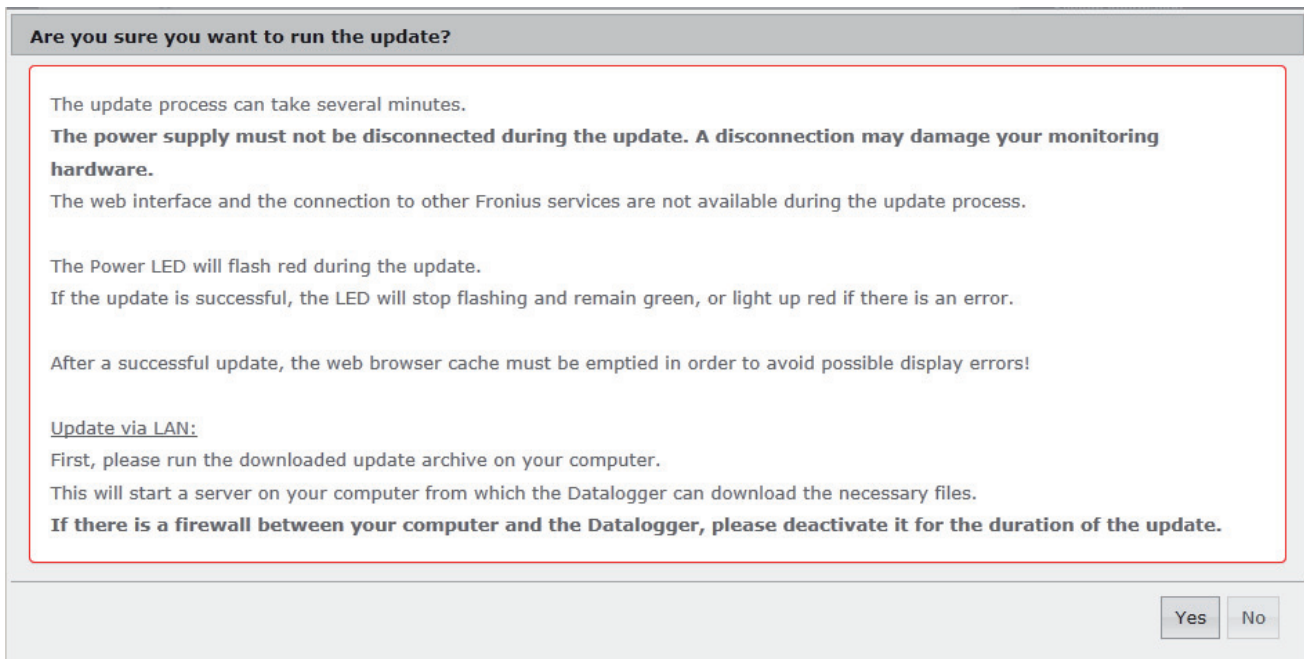 Are you sure you want to run the update?
The update process can take several minutes.
The power supply must not be disconnected during the update. A disconnection may damage your monitoring
hardware.
The web interface and the connection to other Fronius services are not available during the update process.
The Power LED will flash red during the update.
If the update is successful, the LED will stop flashing and remain green, or light up red if there is an error.
After a successful update, the web browser cache must be emptied in order to avoid possible display errors!
Update via LAN:
First, please run the downloaded update archive on your computer.
This will start a server on your computer from which the Datalogger can download the necessary files.
If there is a firewall between your computer and the Datalogger, please deactivate it for the duration of the update.
Yes No